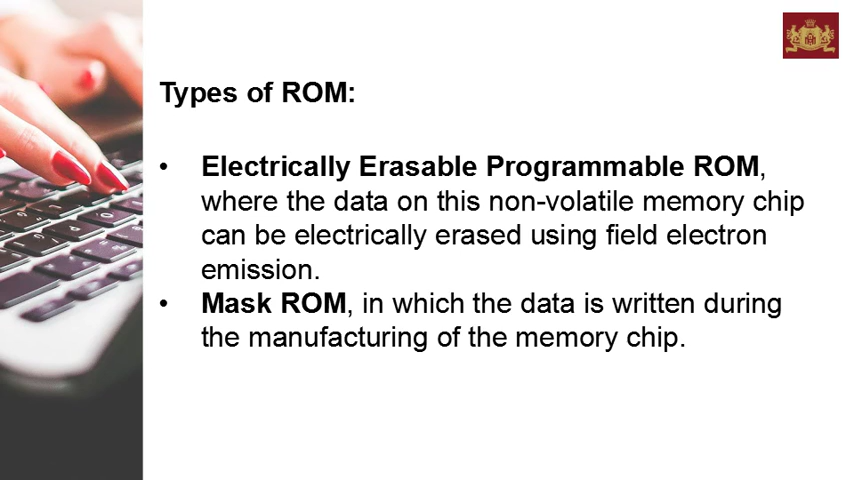 Types of ROM:
• Electrically Erasable Programmable ROM,
where the data on this non-volatile memory chip
can be electrically erased using field electron
emission.
• Mask ROM, in which the data is written during
the manufacturing of the memory chip.